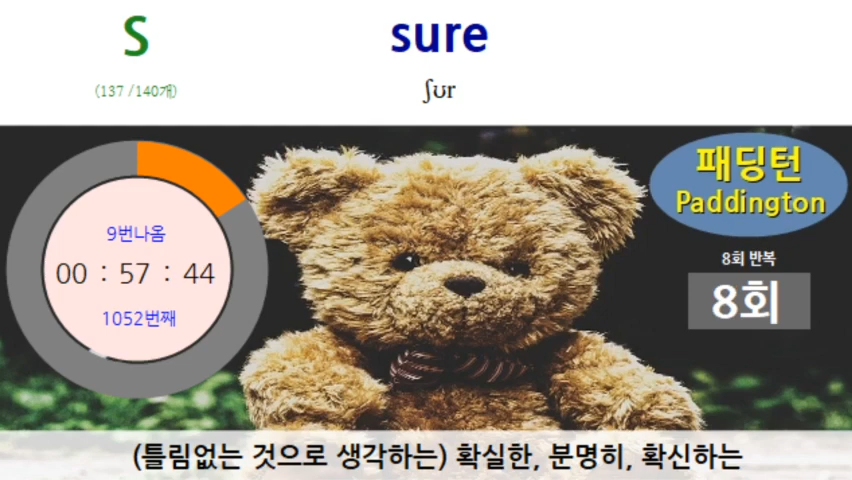 S
sure
(137 /140개)
ʃʊr
패딩턴
Paddington
9번나옴
00 : 57 : 44
1052번째
8회 반복
8회
(틀림없는 것으로 생각하는) 확실한, 분명히, 확신하는